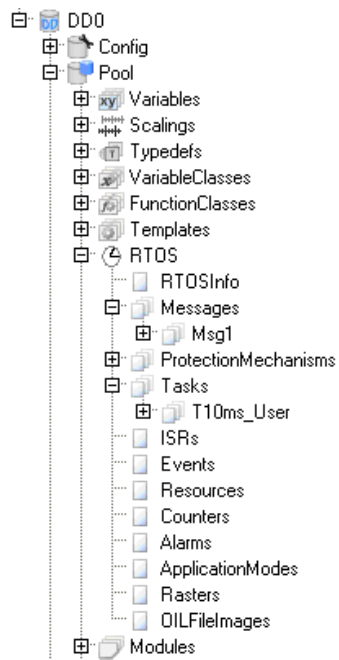 DD0
Config
Pool
Variables
Scalings
Typedefs
VariableClasses
FunctionClasses
Templates
RTOS
RTOSInfo
Messages
Msg1
ProtectionMechanisms
Tasks
T10ms_User
ISRs
Events
Resources
Counters
Alarms
ApplicationModes
Rasters
OILFileImages
Modules